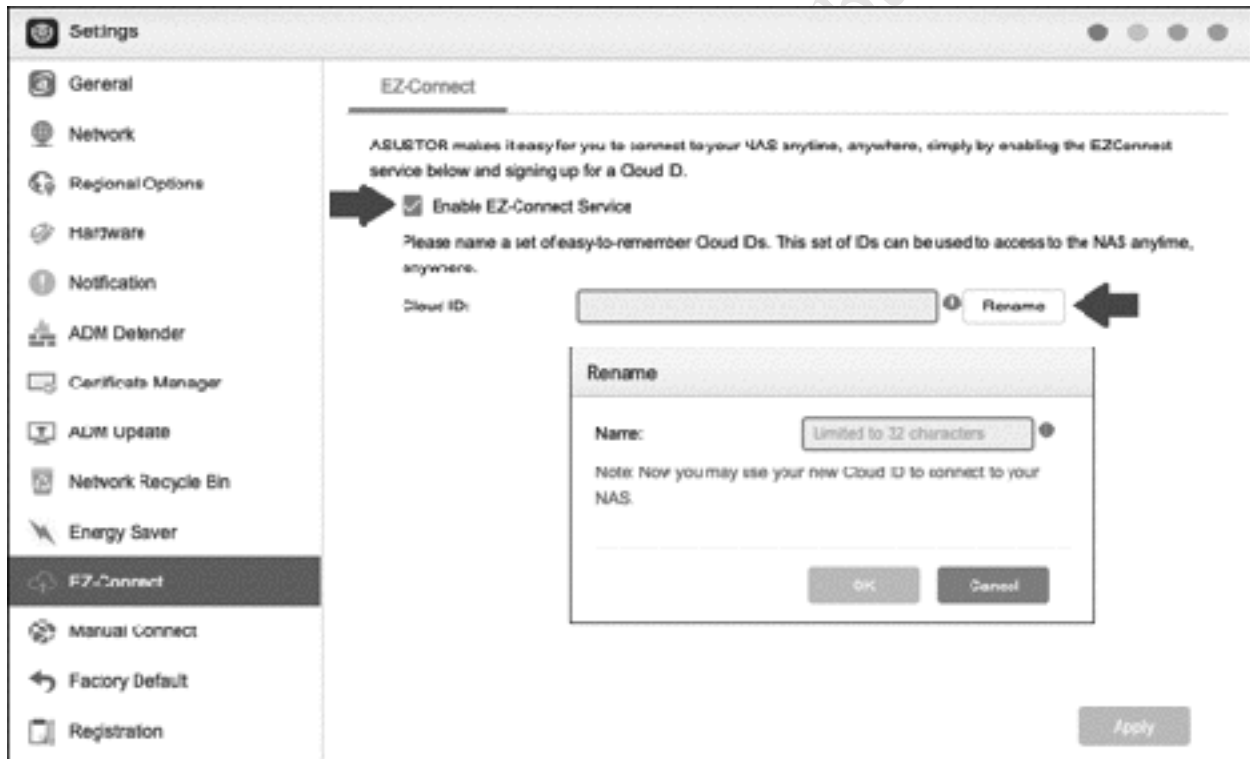 Settings
General
Network
Regional Options
Hardware
Notification
ADM Defender
Certificate Manager
ADM Update
Network Recycle Bin
Energy Saver
EZ-Connect
Manual Connect
Factory Default
Registration
EZ-Connect
ASUSTOR makes it easy for you to connect to your NAS anytime, anywhere, simply by enabling the EZConnect
service below and signing up for a Cloud ID.
Enable EZ-Connect Service
Please name a set of easy-to-remember Cloud IDs. This set of IDs can be used to access to the NAS anytime,
anywhere.
Cloud ID:
Rename
Rename
Name:
Limited to 32 characters
Note: Now you may use your new Cloud ID to connect to your
NAS.
OK
Cancel
Apply